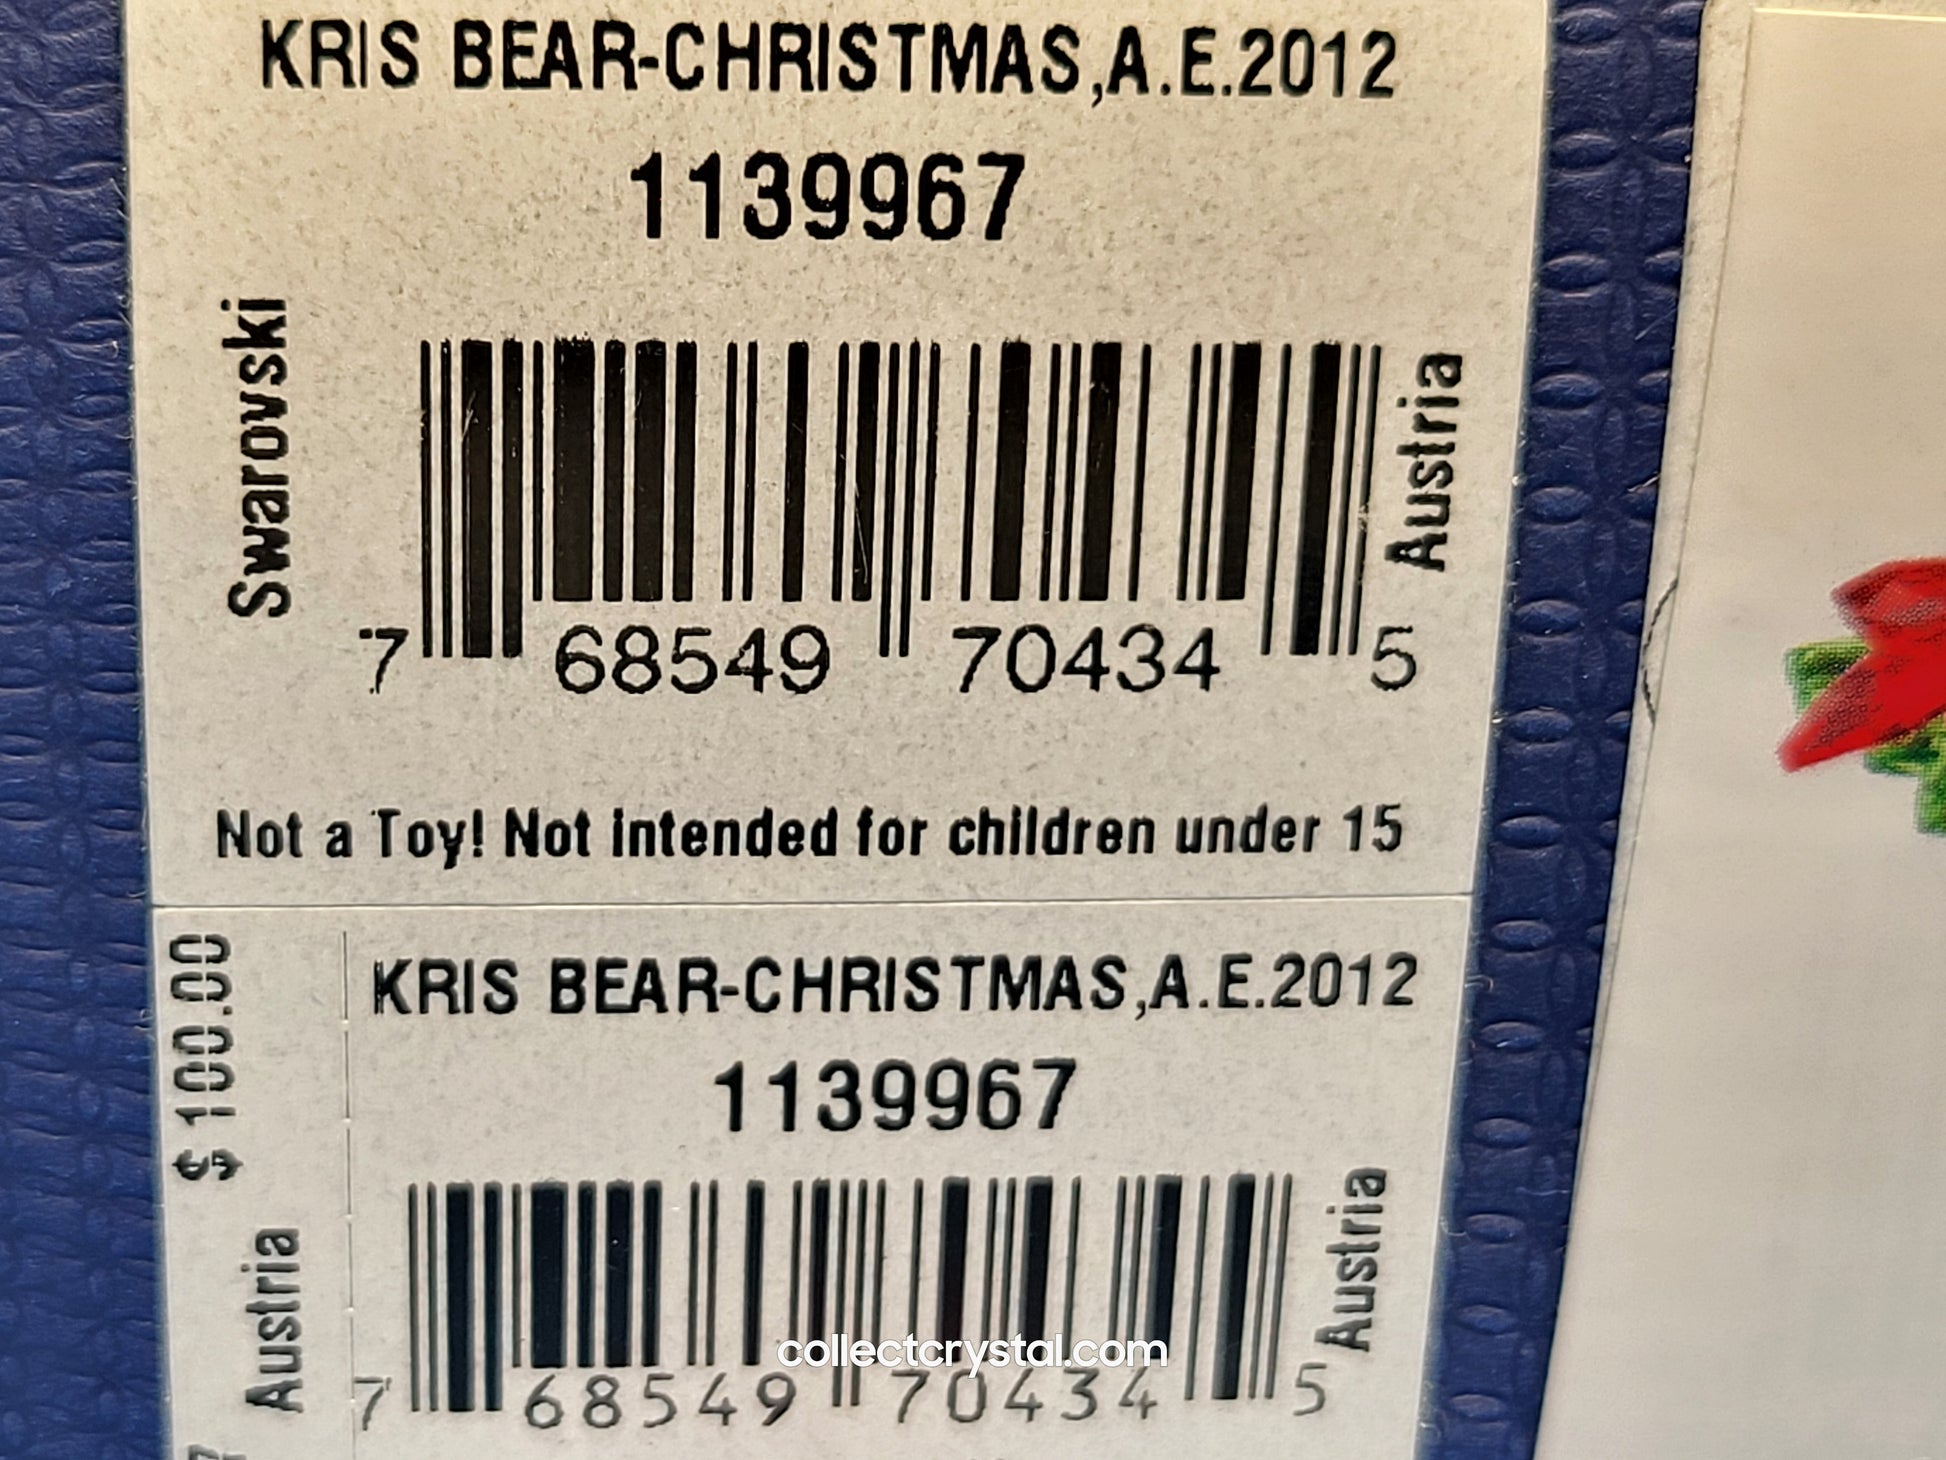 KRIS BEAR-CHRISTMAS,A.E.2012
1139967
Swarovski
Austria
7 68549 70434 5
Not a Toy! Not intended for children under 15
$ 100.00
Austria
KRIS BEAR-CHRISTMAS,A.E.2012
1139967
Austria
7 68549 70434 5
collectcrystal.com